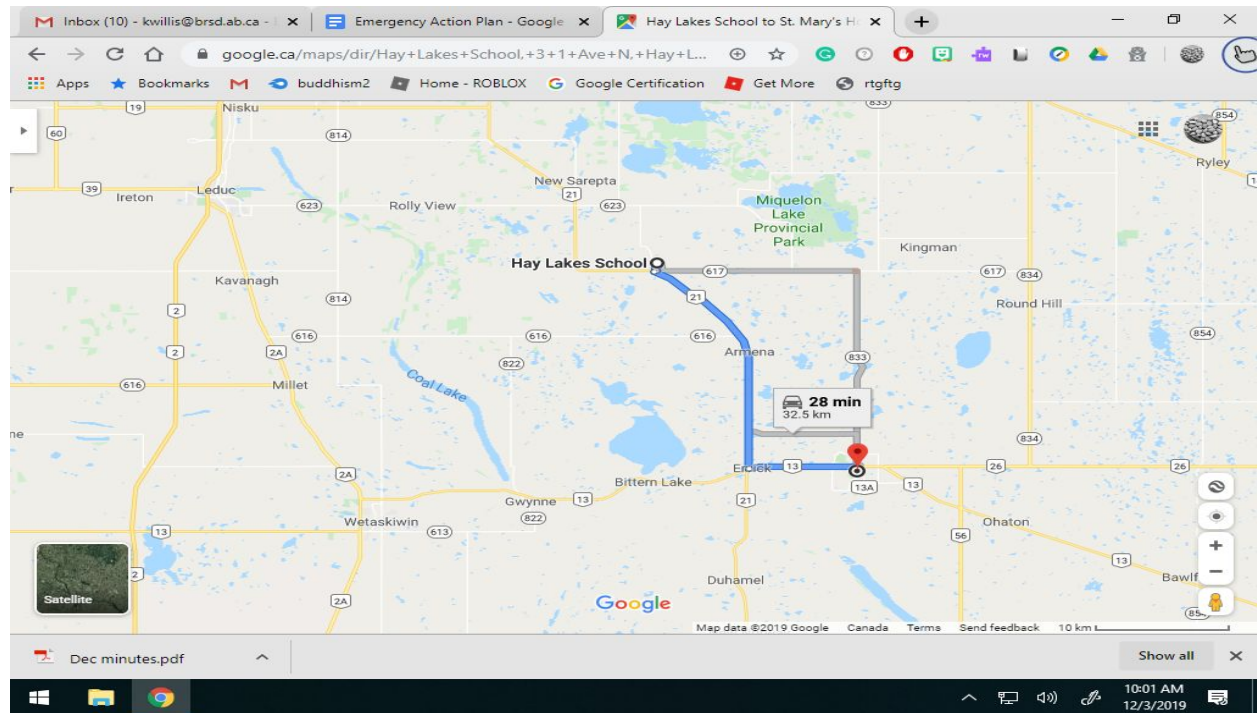 Inbox (10) - kwillis@brsd.ab.ca -
Emergency Action Plan - Google
Hay Lakes School to St. Mary's H
google.ca/maps/dir/Hay+Lakes+School,+3+1+Ave+N,+Hay+L...
Apps Bookmarks buddhism2 Home - ROBLOX Google Certification Get More rtgftg
19 Nisku 833
60 814 854
Ryley
39 Ireton Leduc New Sarepta
21
623 Rolly View 623 Miquelon
Lake
Provincial
Park
Kingman
Hay Lakes School 617 617 834
Kavanagh
814 21 Round Hill
2
616 616 616 854
2 2A Armena
822 833
616 Millet Coal Lake
28 min
32.5 km
834
2A Bittern Lake 13 26 26
Gwynne 13 21 13A 13
822
Wetaskiwin 613 Ohaton
13 56
13
2 Duhamel Bawlf
Satellite 2A Google 85
Map data ©2019 Google Canada Terms Send feedback 10 km
Dec minutes.pdf Show all
10:01 AM
12/3/2019